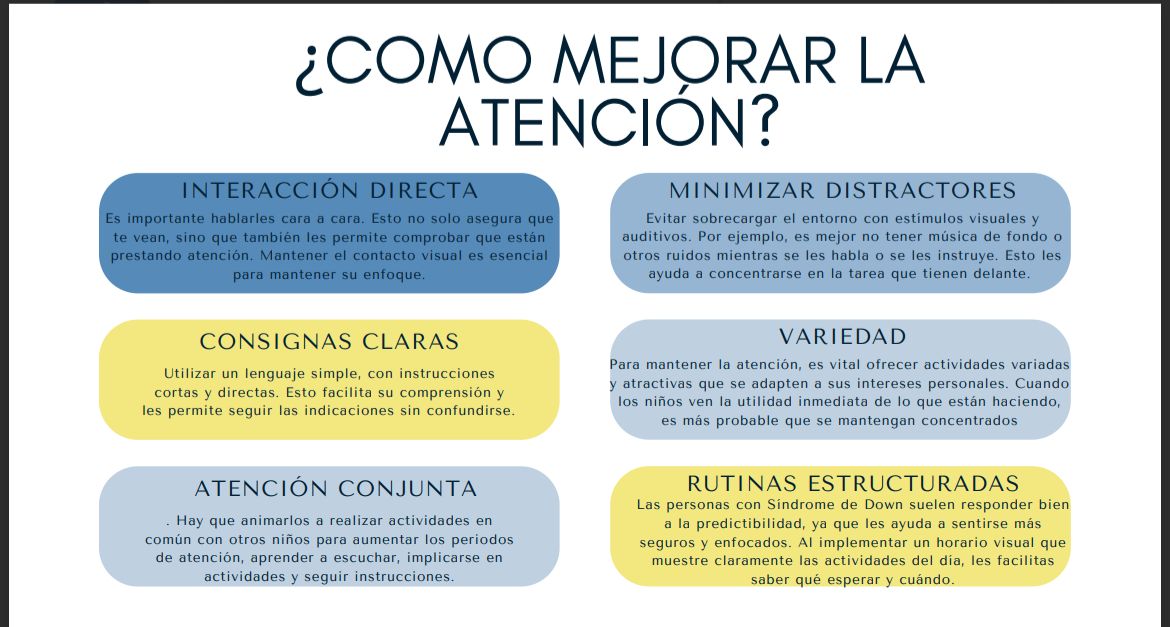 ¿COMO MEJORAR LA
ATENCIÓN?
INTERACCIÓN DIRECTA
Es importante hablarles cara a cara. Esto no solo asegura que
te vean, sino que también les permite comprobar que están
prestando atención. Mantener el contacto visual es esencial
para mantener su enfoque.
MINIMIZAR DISTRACTORES
Evitar sobrecargar el entorno con estímulos visuales y
auditivos. Por ejemplo, es mejor no tener música de fondo o
otros ruidos mientras se les habla o se les instruye. Esto les
ayuda a concentrarse en la tarea que tienen delante.
CONSIGNAS CLARAS
Utilizar un lenguaje simple, con instrucciones
cortas y directas. Esto facilita su comprensión y
les permite seguir las indicaciones sin confundirse.
VARIEDAD
Para mantener la atención, es vital ofrecer actividades variadas
y atractivas que se adapten a sus intereses personales. Cuando
los niños ven la utilidad inmediata de lo que están haciendo,
es más probable que se mantengan concentrados
ATENCIÓN CONJUNTA
. Hay que animarlos a realizar actividades en
común con otros niños para aumentar los periodos
de atención, aprender a escuchar, implicarse en
actividades y seguir instrucciones.
RUTINAS ESTRUCTURADAS
Las personas con Síndrome de Down suelen responder bien
a la predictibilidad, ya que les ayuda a sentirse más
seguros y enfocados. Al implementar un horario visual que
muestre claramente las actividades del día, les facilitas
saber qué esperar y cuándo.